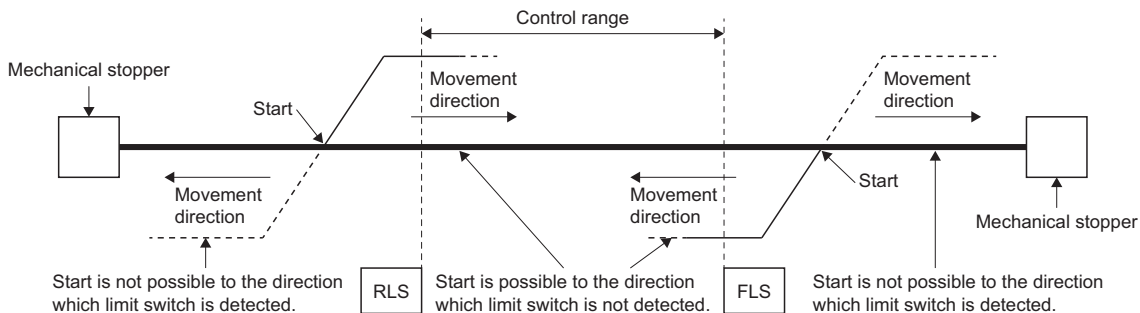 Control range
Mechanical stopper
Movement
direction
Movement
direction
Start
Movement
direction
Movement
direction
Start
Mechanical stopper
Start is not possible to the direction
which limit switch is detected.
RLS
Start is possible to the direction
which limit switch is not detected.
FLS
Start is not possible to the direction
which limit switch is detected.